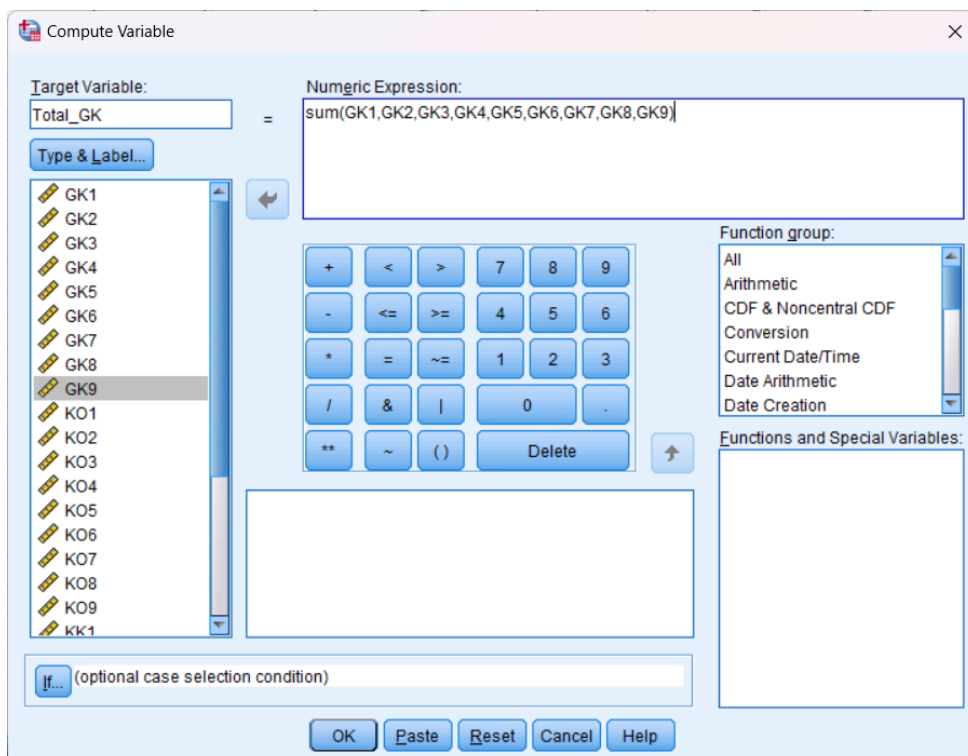 Compute Variable
Target Variable:
Total_GK
=
Numeric Expression:
sum(GK1,GK2,GK3,GK4,GK5,GK6,GK7,GK8,GK9)
Type & Label...
GK1
GK2
GK3
GK4
GK5
GK6
GK7
GK8
GK9
KO1
KO2
KO3
KO4
KO5
KO6
KO7
KO8
KO9
KK1
+ < > 7 8 9
- <= >= 4 5 6
* = ~= 1 2 3
/ & | 0 .
** ~ ( ) Delete
Function group:
All
Arithmetic
CDF & Noncentral CDF
Conversion
Current Date/Time
Date Arithmetic
Date Creation
Functions and Special Variables:
If... (optional case selection condition)
OK Paste Reset Cancel Help